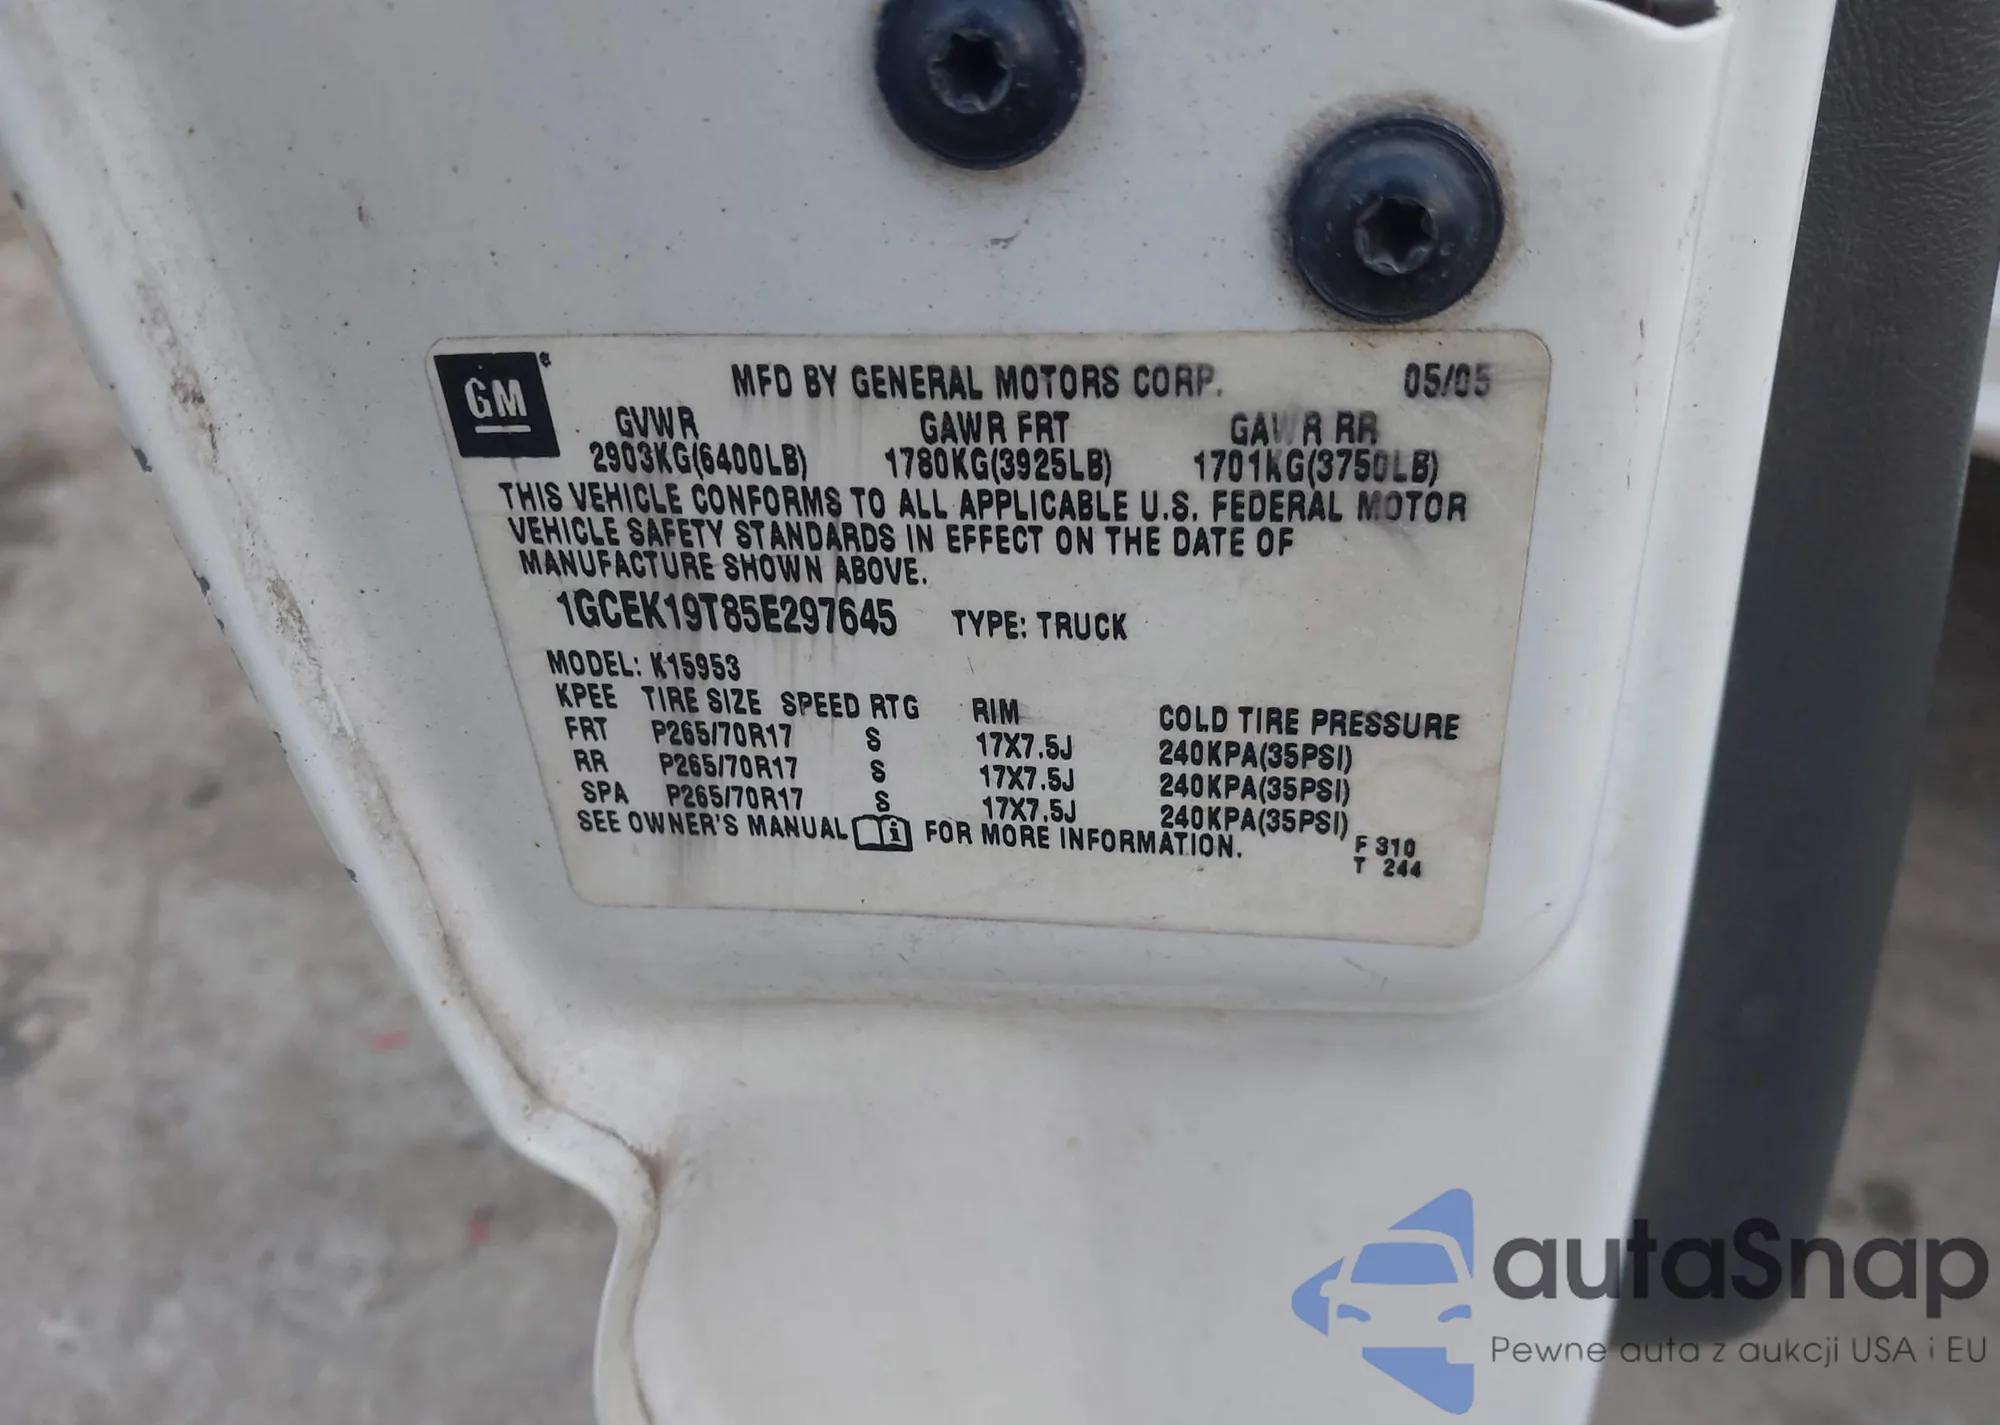 GM
MFD BY GENERAL MOTORS CORP. 05/05
GVWR GAWR FRT GAWR RR
2903KG(6400LB) 1780KG(3925LB) 1701KG(3750LB)
THIS VEHICLE CONFORMS TO ALL APPLICABLE U.S. FEDERAL MOTOR
VEHICLE SAFETY STANDARDS IN EFFECT ON THE DATE OF
MANUFACTURE SHOWN ABOVE.
1GCEK19T85E297645 TYPE: TRUCK
MODEL: K15953
KPEE TIRE SIZE SPEED RTG RIM COLD TIRE PRESSURE
FRT P265/70R17 S 17X7.5J 240KPA(35PSI)
RR P265/70R17 S 17X7.5J 240KPA(35PSI)
SPA P265/70R17 S 17X7.5J 240KPA(35PSI)
SEE OWNER'S MANUAL FOR MORE INFORMATION.
F 310
T 244
autaSnap
Pewne auta z aukcji USA i EU